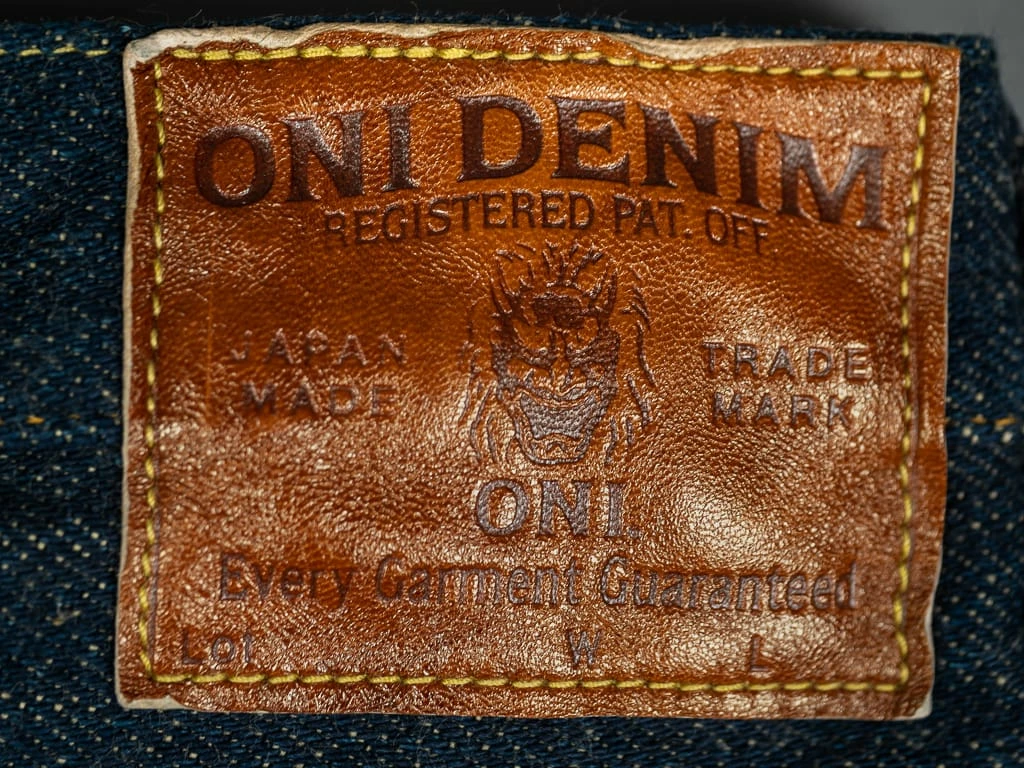 ONI DENIM
REGISTERED PAT. OFF
JAPAN MADE
TRADE MARK
ONI
Every Garment Guaranteed
Lot W L